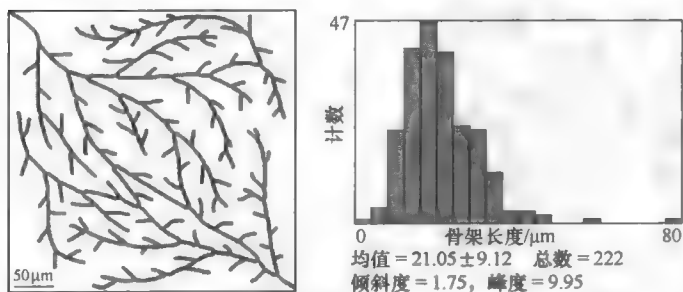 50μm
47
计数
0
骨架长度/μm
80
均值 = 21.05±9.12 总数 = 222
倾斜度 = 1.75, 峰度 = 9.95